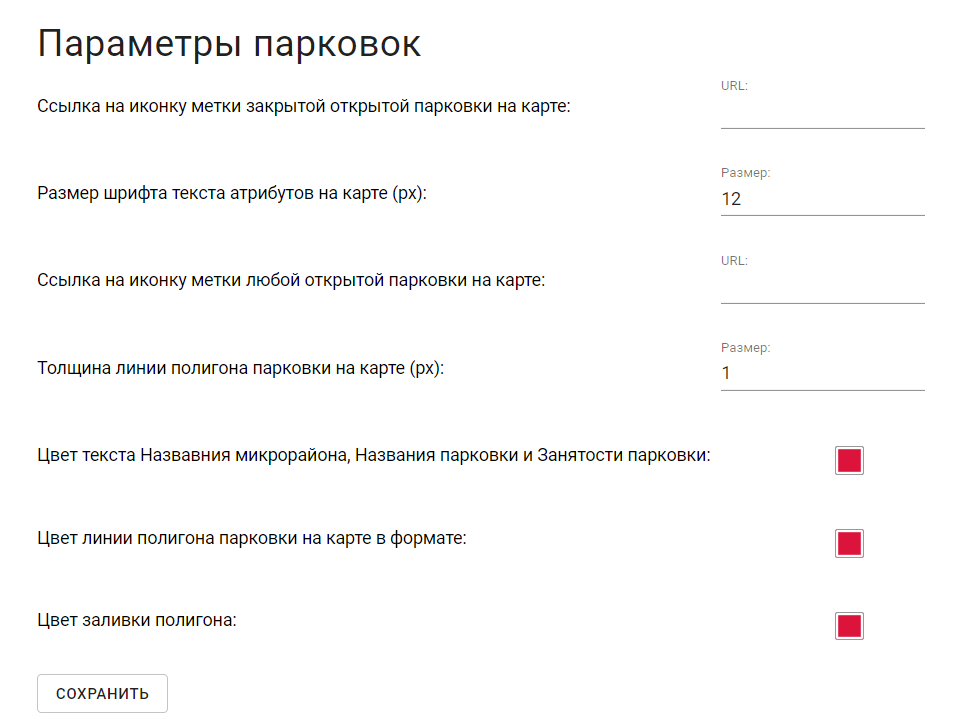 Параметры парковок
URL:
Ссылка на иконку метки закрытой открытой парковки на карте:
Размер:
Размер шрифта текста атрибутов на карте (px):
12
URL:
Ссылка на иконку метки любой открытой парковки на карте:
Размер:
Толщина линии полигона парковки на карте (px):
1
Цвет текста Назвавния микрорайона, Названия парковки и Занятости парковки:
Цвет линии полигона парковки на карте в формате:
Цвет заливки полигона:
СОХРАНИТЬ